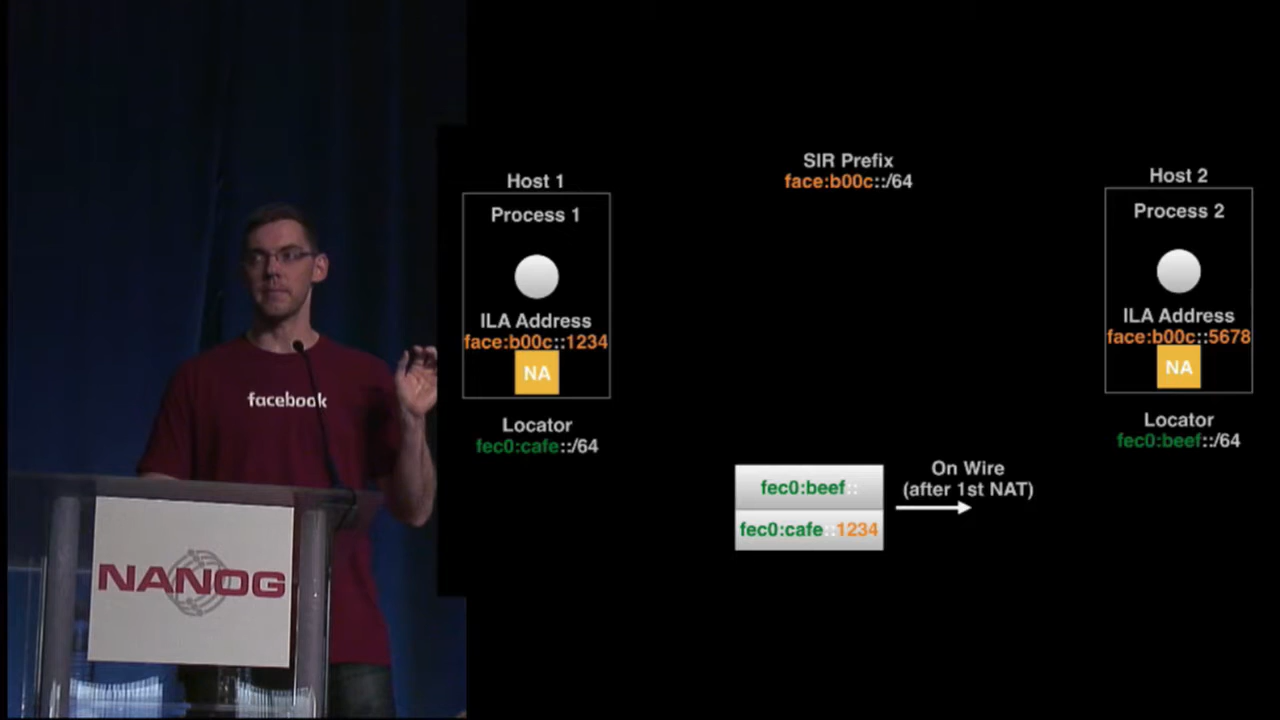 facebook
NANOG
SIR Prefix
face:b00c::/64
Host 1
Process 1
ILA Address
face:b00c::1234
NA
Locator
fec0:cafe::/64
Host 2
Process 2
ILA Address
face:b00c::5678
NA
Locator
fec0:beef::/64
fec0:beef::
fec0:cafe::1234
On Wire
(after 1st NAT)